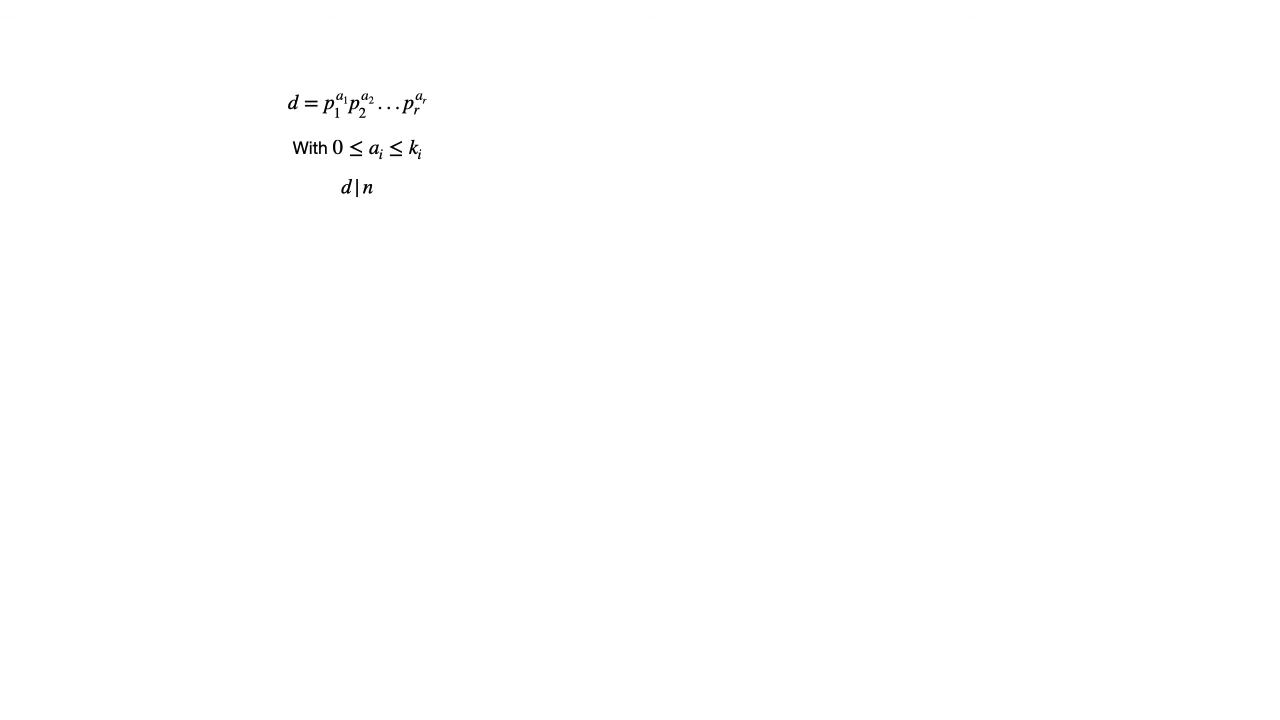 d = p_1^{a_1} p_2^{a_2} ... p_r^{a_r}
With 0 ≤ a_i ≤ k_i
d|n